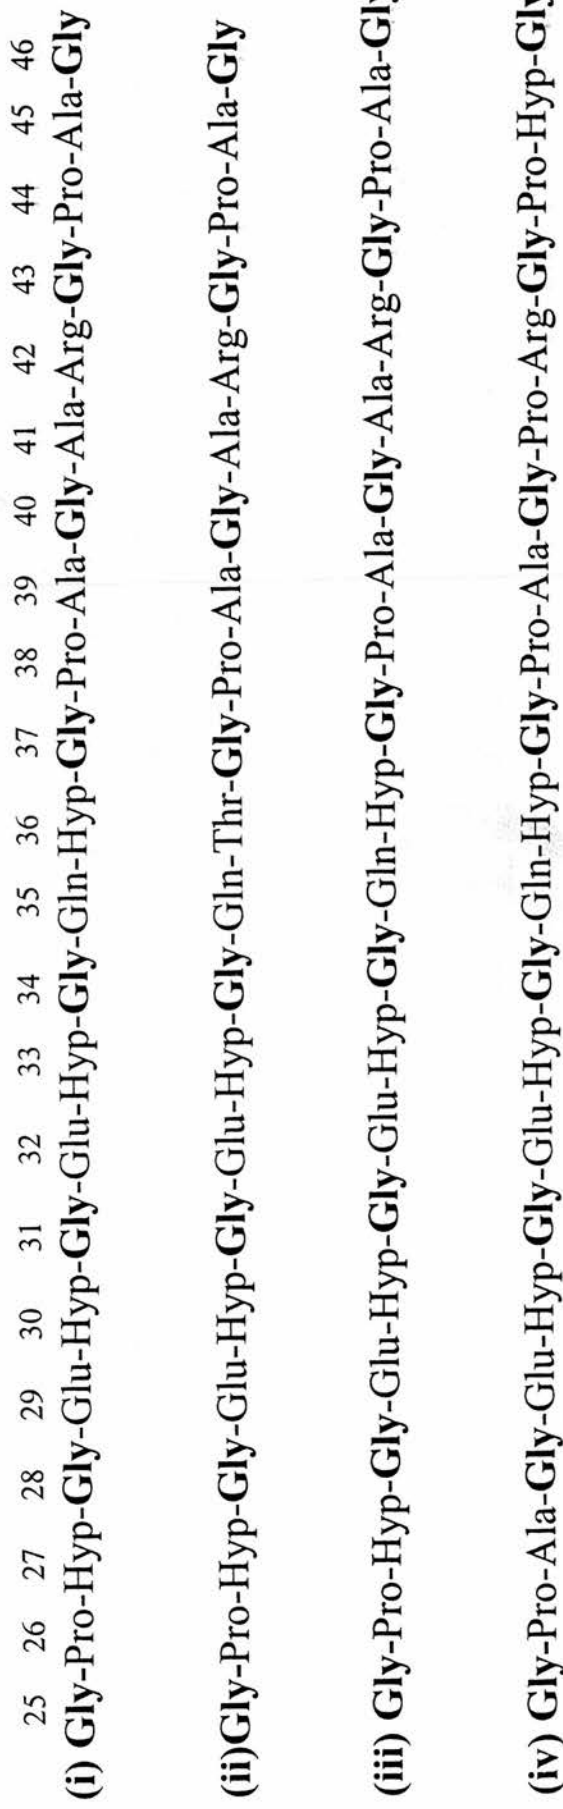 25 26 27 28 29 30 31 32 33 34 35 36 37 38 39 40 41 42 43 44 45 46
(i) Gly-Pro-Hyp-Gly-Glu-Hyp-Gly-Glu-Hyp-Gly-Gln-Hyp-Gly-Pro-Ala-Gly-Ala-Arg-Gly-Pro-Ala-Gly
(ii)Gly-Pro-Hyp-Gly-Glu-Hyp-Gly-Glu-Hyp-Gly-Gln-Thr-Gly-Pro-Ala-Gly-Ala-Arg-Gly-Pro-Ala-Gly
(iii) Gly-Pro-Hyp-Gly-Glu-Hyp-Gly-Glu-Hyp-Gly-Gln-Hyp-Gly-Pro-Ala-Gly-Ala-Arg-Gly-Pro-Ala-Gly
(iv) Gly-Pro-Ala-Gly-Glu-Hyp-Gly-Glu-Hyp-Gly-Gln-Hyp-Gly-Pro-Ala-Gly-Pro-Arg-Gly-Pro-Hyp-Gly